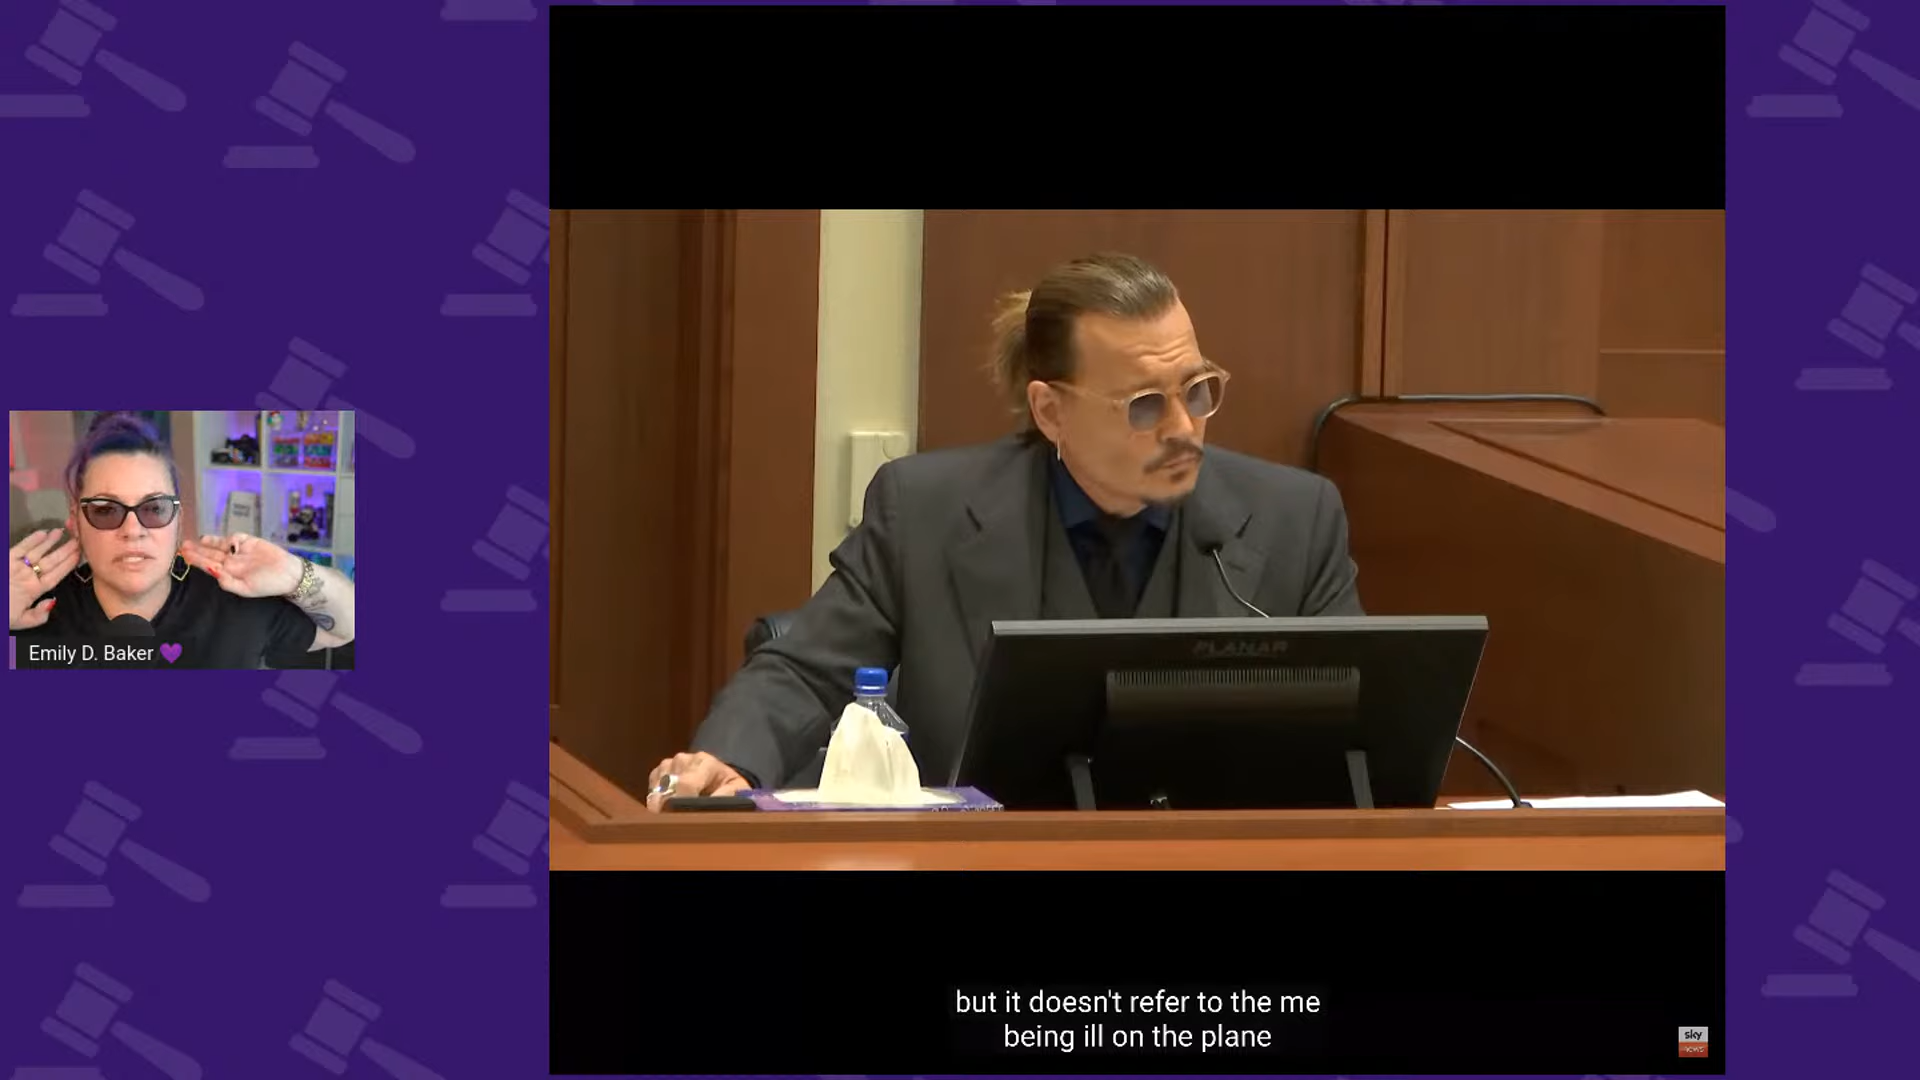 PLANAR
Emily D. Baker 💜
but it doesn't refer to the me
being ill on the plane
sky
news